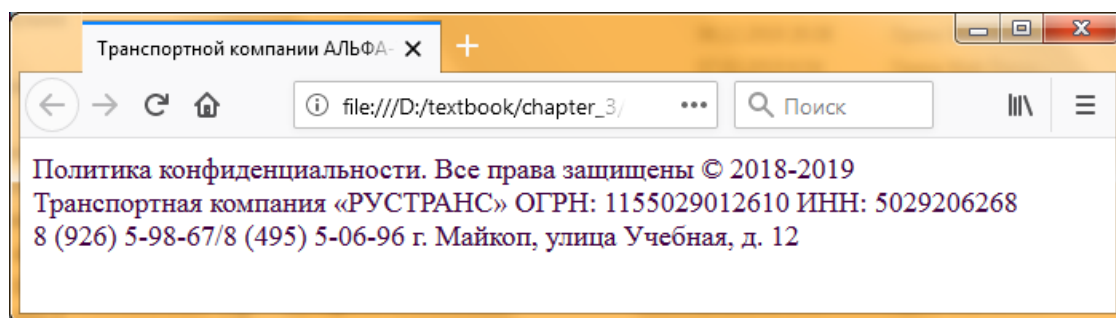 Транспортной компании АЛЬФА-
file:///D:/textbook/chapter_3/
Поиск
Политика конфиденциальности. Все права защищены © 2018-2019
Транспортная компания «РУСТРАНС» ОГРН: 1155029012610 ИНН: 5029206268
8 (926) 5-98-67/8 (495) 5-06-96 г. Майкоп, улица Учебная, д. 12